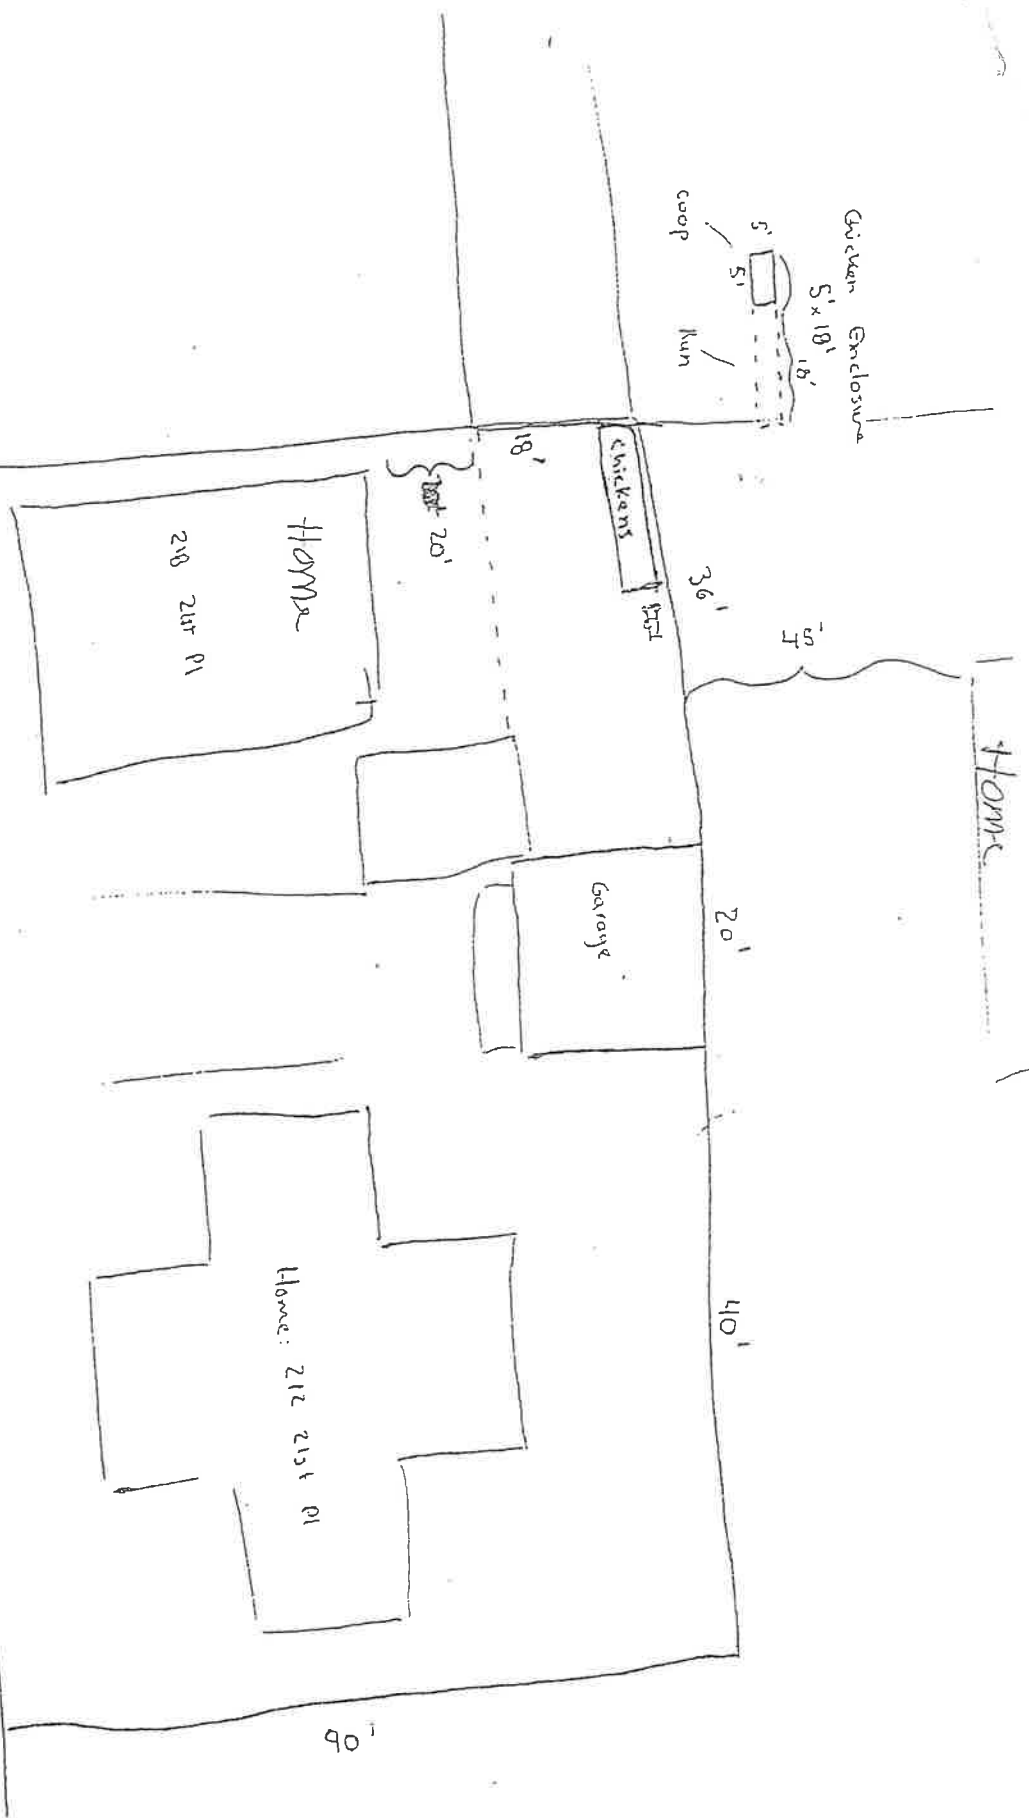 Chicken Enclosure
5' x 18'
18'
5'
5'
Coop
Run
Home
45'
36'
Chickens
18'
20'
Home
218 21st Pl
20'
Garage
40'
Home: 212 21st Pl
90'